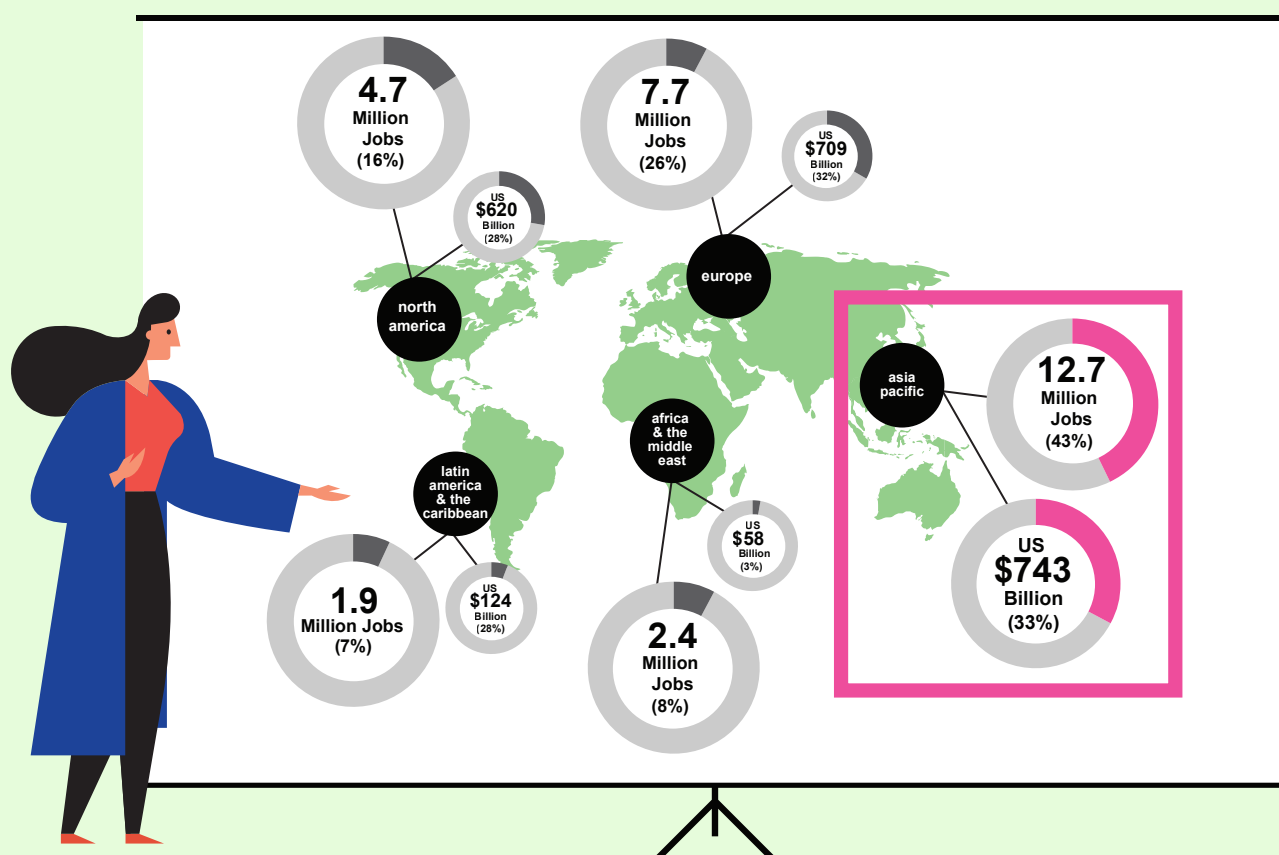 4.7
Million
Jobs
(16%)
US
$620
Billion
(28%)
north
america
7.7
Million
Jobs
(26%)
US
$709
Billion
(32%)
europe
asia
pacific
12.7
Million
Jobs
(43%)
US
$743
Billion
(33%)
africa
& the
middle
east
US
$58
Billion
(3%)
2.4
Million
Jobs
(8%)
latin
america
& the
caribbean
1.9
Million Jobs
(7%)
US
$124
Billion
(28%)